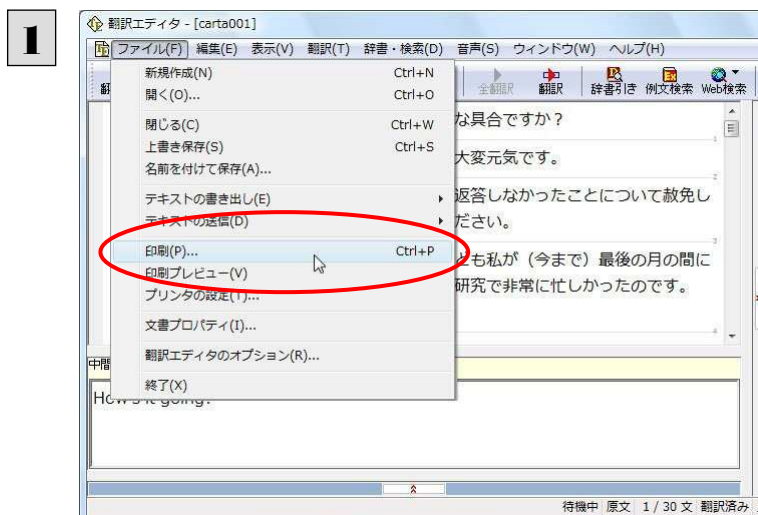 1
翻訳エディタ - [carta001]
ファイル(F) 編集(E) 表示(V) 翻訳(T) 辞書・検索(D) 音声(S) ウィンドウ(W) ヘルプ(H)
全翻訳 翻訳 辞書引き 例文検索 Web検索
新規作成(N) Ctrl+N
開く(O)... Ctrl+O
閉じる(C) Ctrl+W
上書き保存(S) Ctrl+S
名前を付けて保存(A)...
テキストの書き出し(E)
テキストの送信(D)
印刷(P)... Ctrl+P
印刷プレビュー(V)
プリンタの設定(T)...
文書プロパティ(I)...
翻訳エディタのオプション(R)...
終了(X)
な具合ですか?
1
大変元気です。
2
返答しなかったことについて赦免し
ださい。
3
とも私が（今まで）最後の月の間に
研究で非常に忙しかったのです。
4
中間
How's it going?
待機中 原文 1 / 30 文 翻訳済み